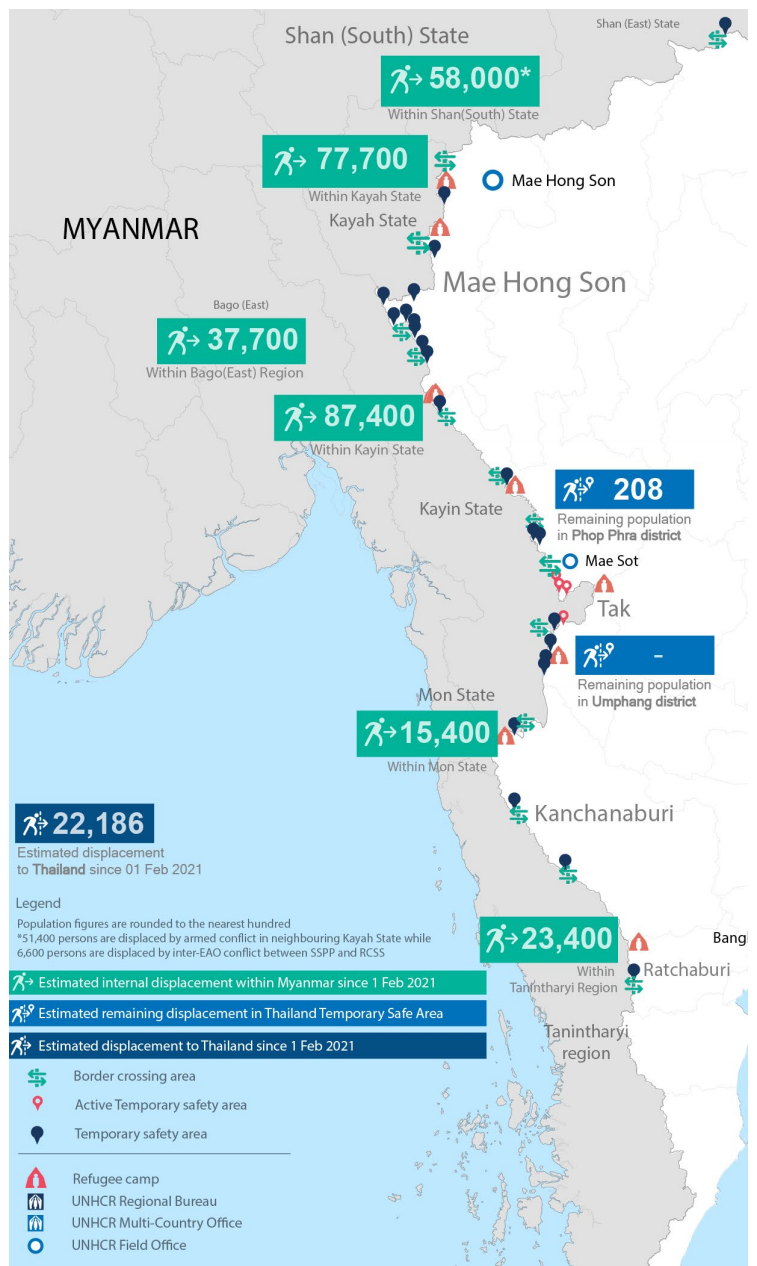 Shan (East) State
Shan (South) State
58,000*
Within Shan(South) State
77,700
Within Kayah State
Mae Hong Son
Kayah State
MYANMAR
Mae Hong Son
Bago (East)
37,700
Within Bago(East) Region
87,400
Within Kayin State
208
Remaining population
in Phop Phra district
Kayin State
Mae Sot
Tak
-
Remaining population
in Umphang district
Mon State
15,400
Within Mon State
22,186
Estimated displacement
to Thailand since 01 Feb 2021
Kanchanaburi
Legend
Population figures are rounded to the nearest hundred
*51,400 persons are displaced by armed conflict in neighbouring Kayah State while
6,600 persons are displaced by inter-EAO conflict between SSPP and RCSS
23,400
Within
Tanintharyi Region
Bang
Ratchaburi
Tanintharyi
region
Estimated internal displacement within Myanmar since 1 Feb 2021
Estimated remaining displacement in Thailand Temporary Safe Area
Estimated displacement to Thailand since 1 Feb 2021
Border crossing area
Active Temporary safety area
Temporary safety area
Refugee camp
UNHCR Regional Bureau
UNHCR Multi-Country Office
UNHCR Field Office